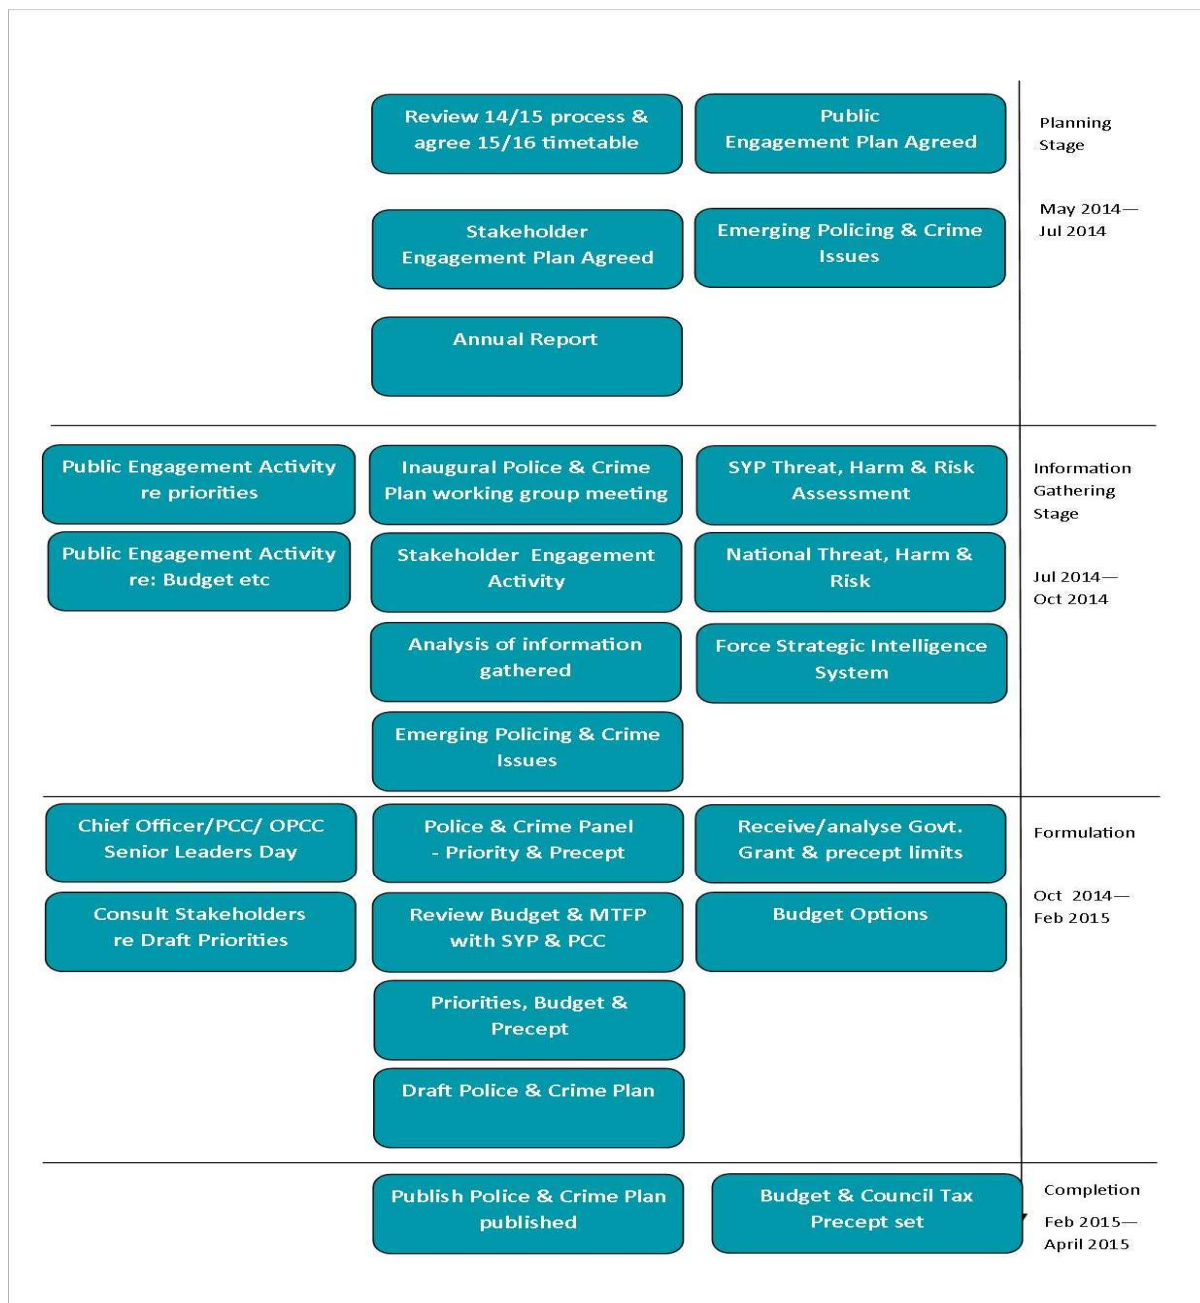 Review 14/15 process &
agree 15/16 timetable
Public
Engagement Plan Agreed
Planning
Stage
May 2014—
Jul 2014
Stakeholder
Engagement Plan Agreed
Emerging Policing & Crime
Issues
Annual Report
Public Engagement Activity
re priorities
Inaugural Police & Crime
Plan working group meeting
SYP Threat, Harm & Risk
Assessment
Information
Gathering
Stage
Public Engagement Activity
re: Budget etc
Stakeholder  Engagement
Activity
National Threat, Harm &
Risk
Jul 2014—
Oct 2014
Analysis of information
gathered
Force Strategic Intelligence
System
Emerging Policing & Crime
Issues
Chief Officer/PCC/ OPCC
Senior Leaders Day
Police & Crime Panel
- Priority & Precept
Receive/analyse Govt.
Grant & precept limits
Formulation
Consult Stakeholders
re Draft Priorities
Review Budget & MTFP
with SYP & PCC
Budget Options
Oct  2014—
Feb 2015
Priorities, Budget &
Precept
Draft Police & Crime Plan
Publish Police & Crime Plan
published
Budget & Council Tax
Precept set
Completion
Feb 2015—
April 2015